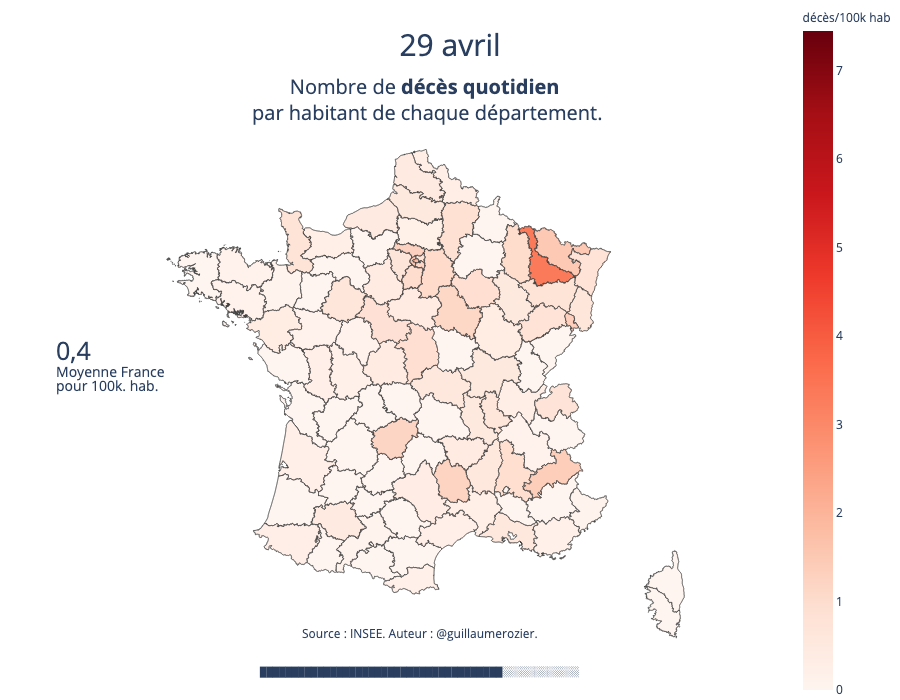 décès/100k hab
29 avril
Nombre de décès quotidien
par habitant de chaque département.
7
6
5
4
3
2
1
0
0,4
Moyenne France
pour 100k. hab.
Source : INSEE. Auteur : @guillaumerozier.